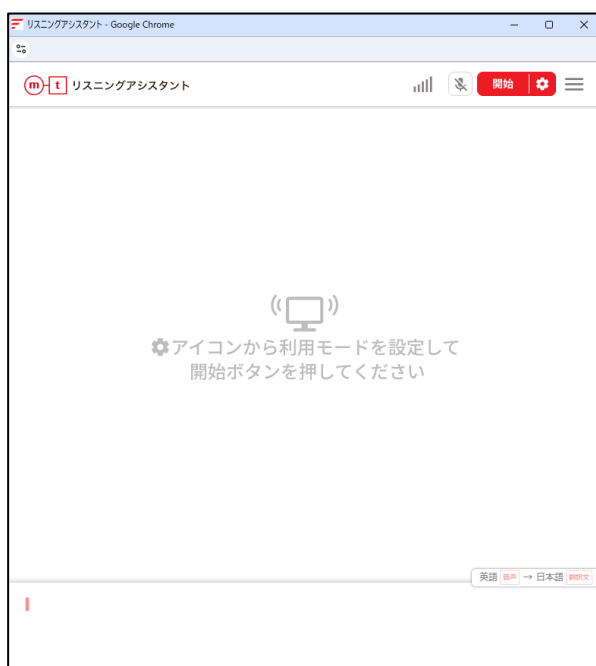 リスニングアシスタント - Google Chrome
m t リスニングアシスタント
開始
アイコンから利用モードを設定して
開始ボタンを押してください
英語 音声 → 日本語 翻訳文